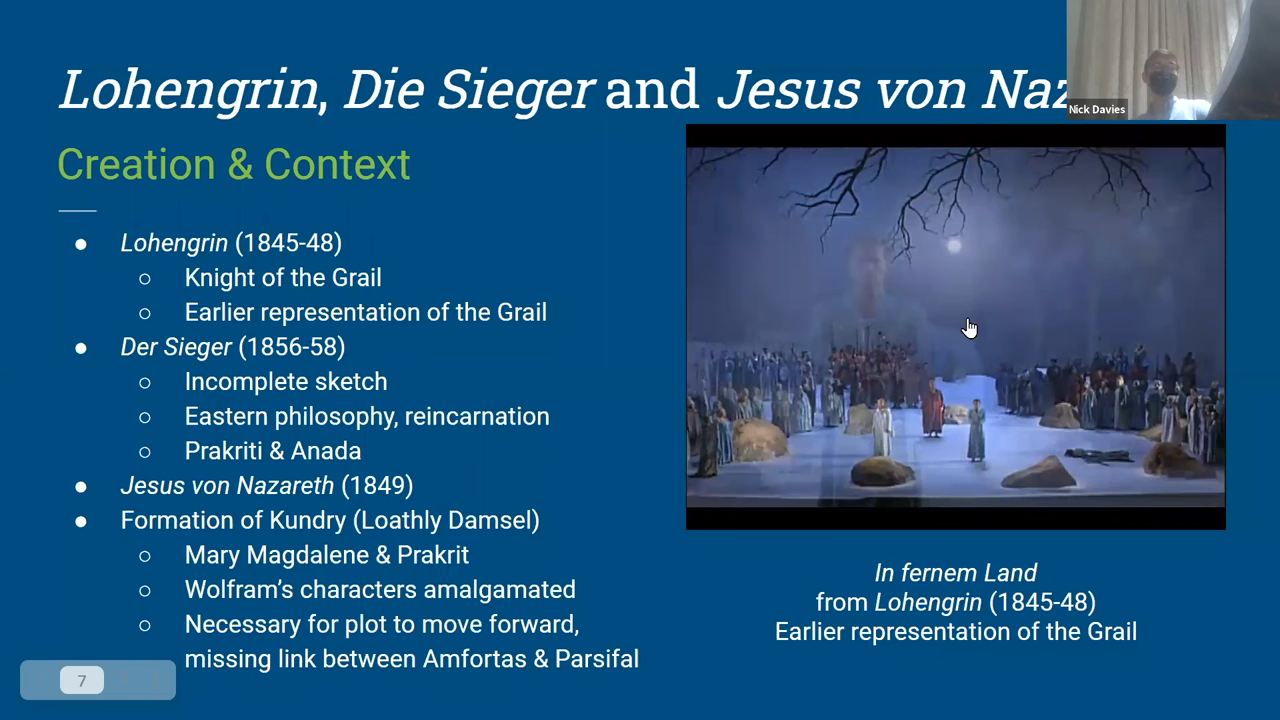 Lohengrin, Die Sieger and Jesus von Naz
Nick Davies
Creation & Context
● Lohengrin (1845-48)
○ Knight of the Grail
○ Earlier representation of the Grail
● Der Sieger (1856-58)
○ Incomplete sketch
○ Eastern philosophy, reincarnation
○ Prakriti & Anada
● Jesus von Nazareth (1849)
● Formation of Kundry (Loathly Damsel)
○ Mary Magdalene & Prakrit
○ Wolfram’s characters amalgamated
○ Necessary for plot to move forward,
missing link between Amfortas & Parsifal
In fernem Land
from Lohengrin (1845-48)
Earlier representation of the Grail
7